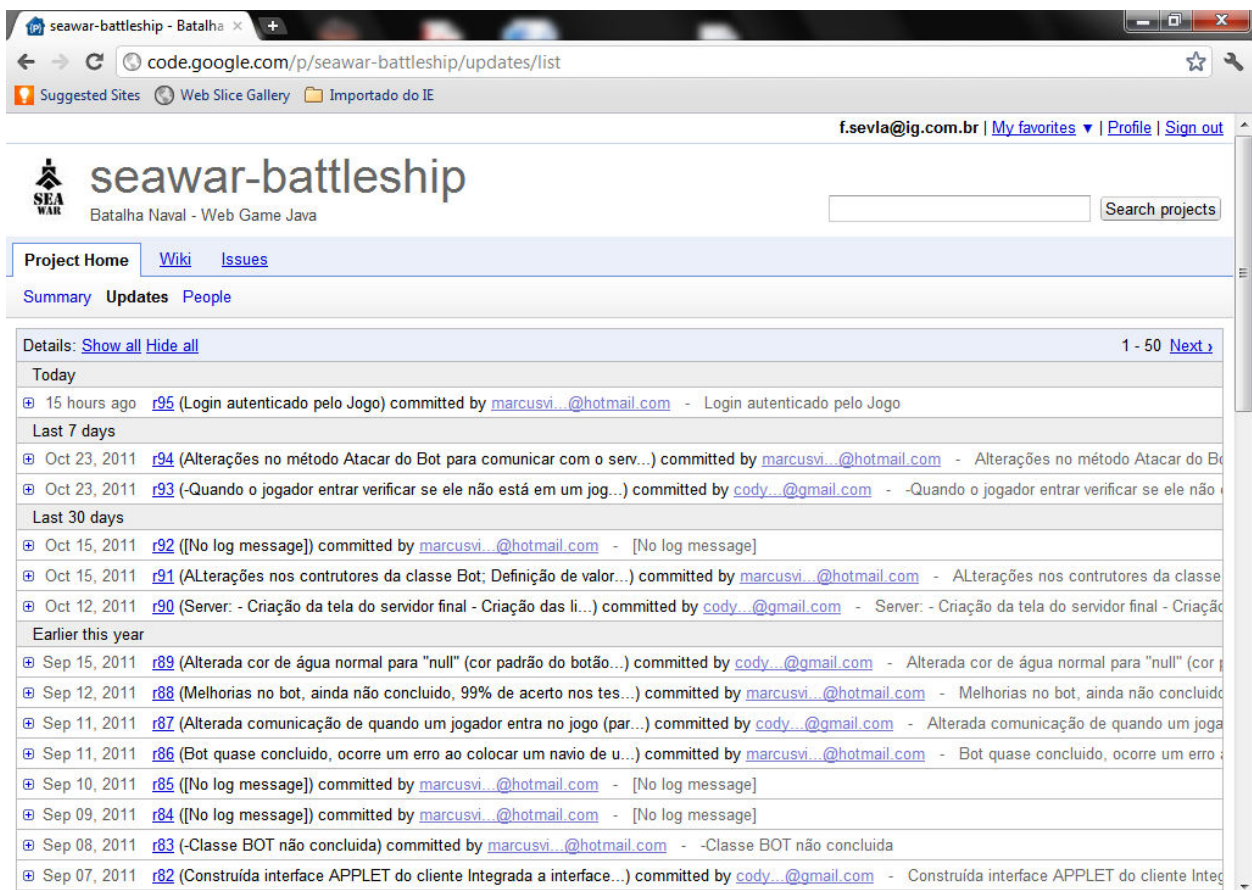 seawar-battleship - Batalha
code.google.com/p/seawar-battleship/updates/list
Suggested Sites Web Slice Gallery Importado do IE
f.sevla@ig.com.br | My favorites ▼ | Profile | Sign out
SEA WAR
seawar-battleship
Batalha Naval - Web Game Java
Search projects
Project Home Wiki Issues
Summary Updates People
Details: Show all Hide all 1 - 50 Next ›
Today
15 hours ago r95 (Login autenticado pelo Jogo) committed by marcusvi...@hotmail.com - Login autenticado pelo Jogo
Last 7 days
Oct 23, 2011 r94 (Alterações no método Atacar do Bot para comunicar com o serv...) committed by marcusvi...@hotmail.com - Alterações no método Atacar do Bo
Oct 23, 2011 r93 (-Quando o jogador entrar verificar se ele não está em um jog...) committed by cody...@gmail.com - -Quando o jogador entrar verificar se ele não
Last 30 days
Oct 15, 2011 r92 ([No log message]) committed by marcusvi...@hotmail.com - [No log message]
Oct 15, 2011 r91 (ALterações nos contrutores da classe Bot; Definição de valor...) committed by marcusvi...@hotmail.com - ALterações nos contrutores da classe
Oct 12, 2011 r90 (Server: - Criação da tela do servidor final - Criação das li...) committed by cody...@gmail.com - Server: - Criação da tela do servidor final - Criação
Earlier this year
Sep 15, 2011 r89 (Alterada cor de água normal para "null" (cor padrão do botão...) committed by cody...@gmail.com - Alterada cor de água normal para "null" (cor
Sep 12, 2011 r88 (Melhorias no bot, ainda não concluido, 99% de acerto nos tes...) committed by marcusvi...@hotmail.com - Melhorias no bot, ainda não concluido
Sep 11, 2011 r87 (Alterada comunicação de quando um jogador entra no jogo (par...) committed by cody...@gmail.com - Alterada comunicação de quando um joga
Sep 11, 2011 r86 (Bot quase concluido, ocorre um erro ao colocar um navio de u...) committed by marcusvi...@hotmail.com - Bot quase concluido, ocorre um erro
Sep 10, 2011 r85 ([No log message]) committed by marcusvi...@hotmail.com - [No log message]
Sep 09, 2011 r84 ([No log message]) committed by marcusvi...@hotmail.com - [No log message]
Sep 08, 2011 r83 (-Classe BOT não concluida) committed by marcusvi...@hotmail.com - -Classe BOT não concluida
Sep 07, 2011 r82 (Construída interface APPLET do cliente Integrada a interface...) committed by cody...@gmail.com - Construída interface APPLET do cliente Integ